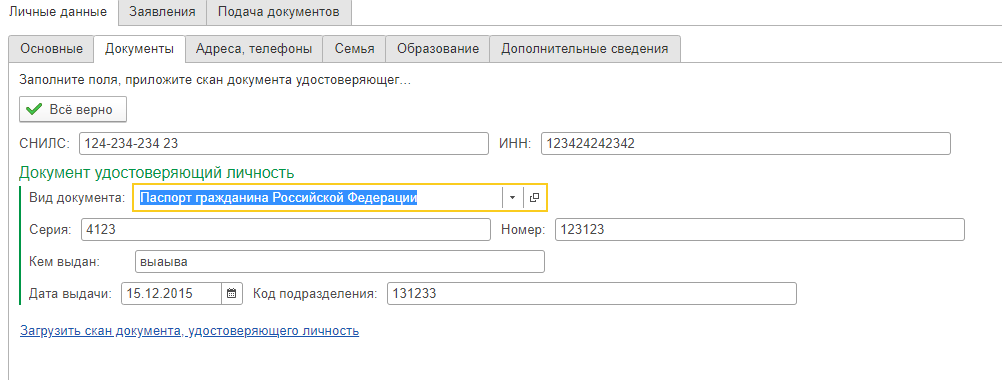 Личные данные Заявления Подача документов
Основные Документы Адреса, телефоны Семья Образование Дополнительные сведения
Заполните поля, приложите скан документа удостоверяющег...
Всё верно
СНИЛС: 124-234-234 23 ИНН: 123424242342
Документ удостоверяющий личность
Вид документа: Паспорт гражданина Российской Федерации
Серия: 4123 Номер: 123123
Кем выдан: выаыва
Дата выдачи: 15.12.2015 Код подразделения: 131233
Загрузить скан документа, удостоверяющего личность